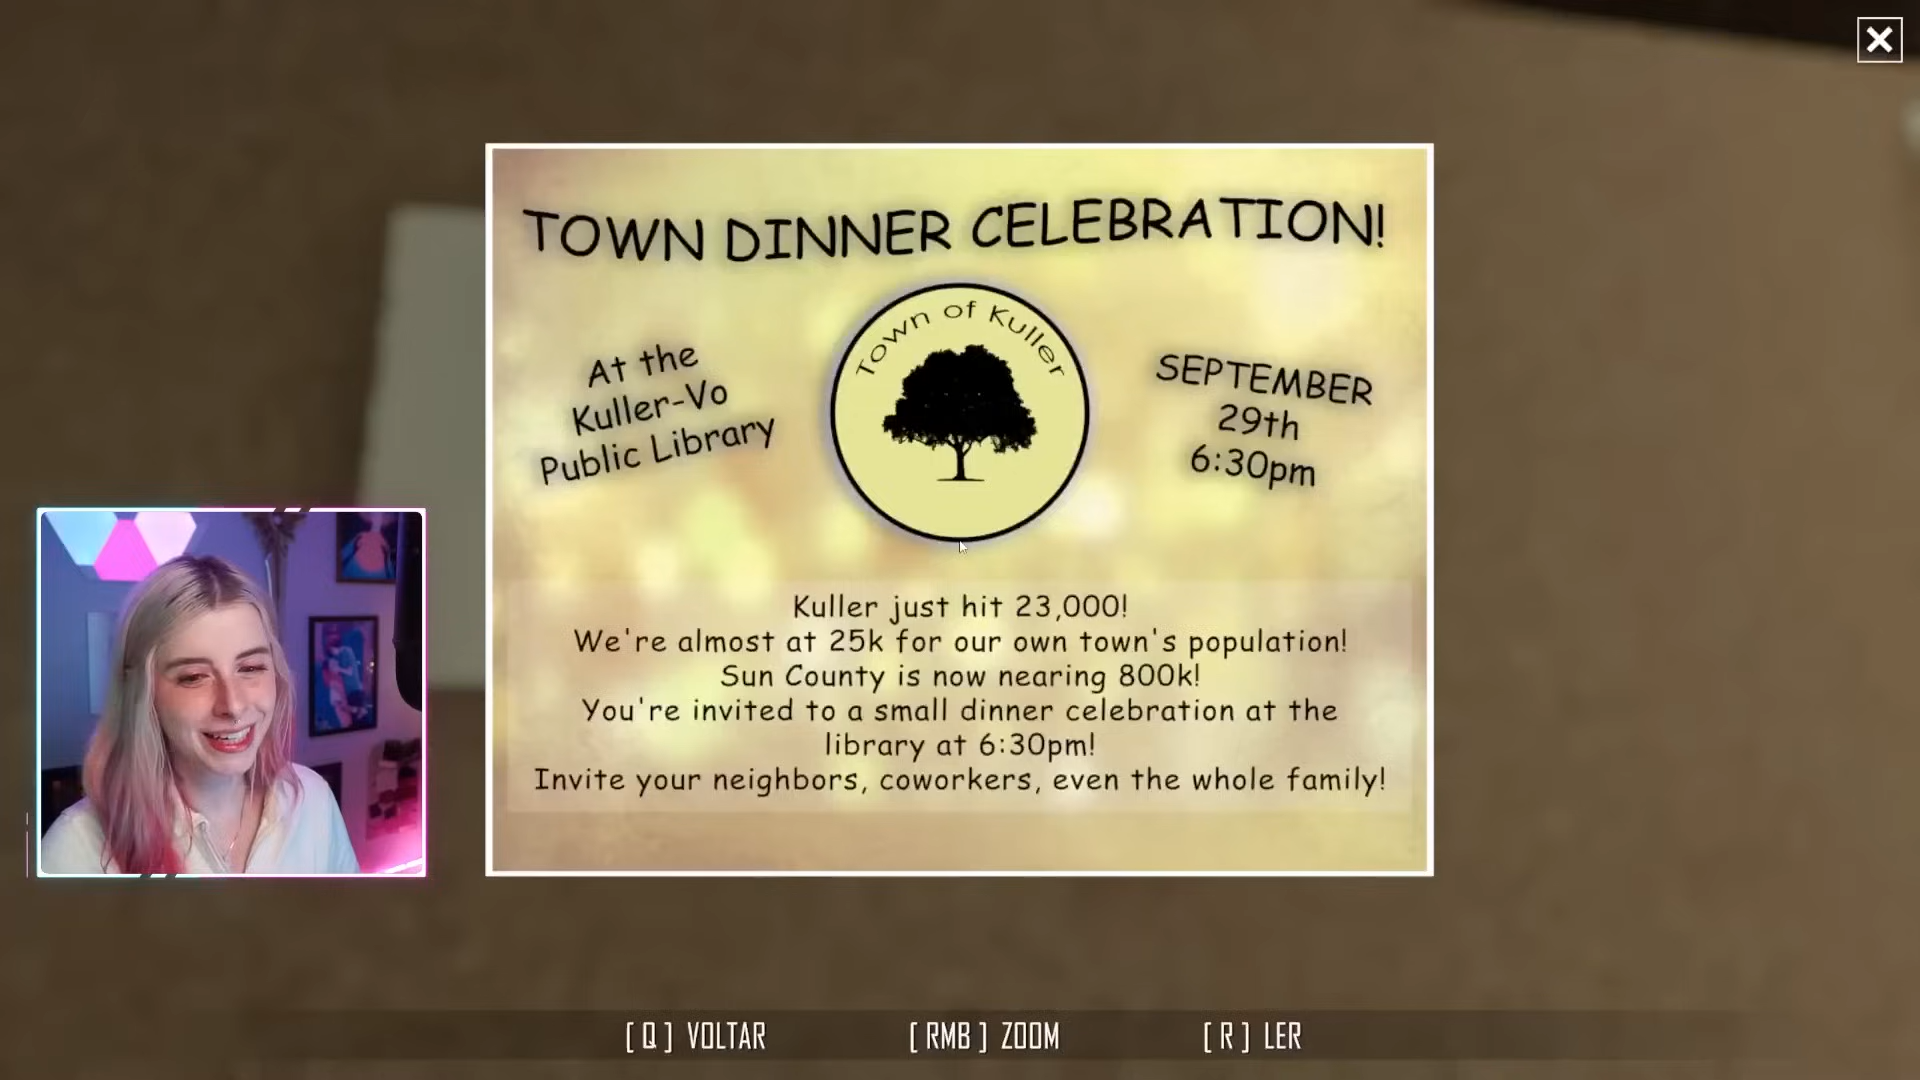 TOWN DINNER CELEBRATION!
Town of Kuller
At the
Kuller-Vo
Public Library
SEPTEMBER
29th
6:30pm
Kuller just hit 23,000!
We're almost at 25k for our own town's population!
Sun County is now nearing 800k!
You're invited to a small dinner celebration at the
library at 6:30pm!
Invite your neighbors, coworkers, even the whole family!
[ Q ] VOLTAR [ RMB ] ZOOM [ R ] LER